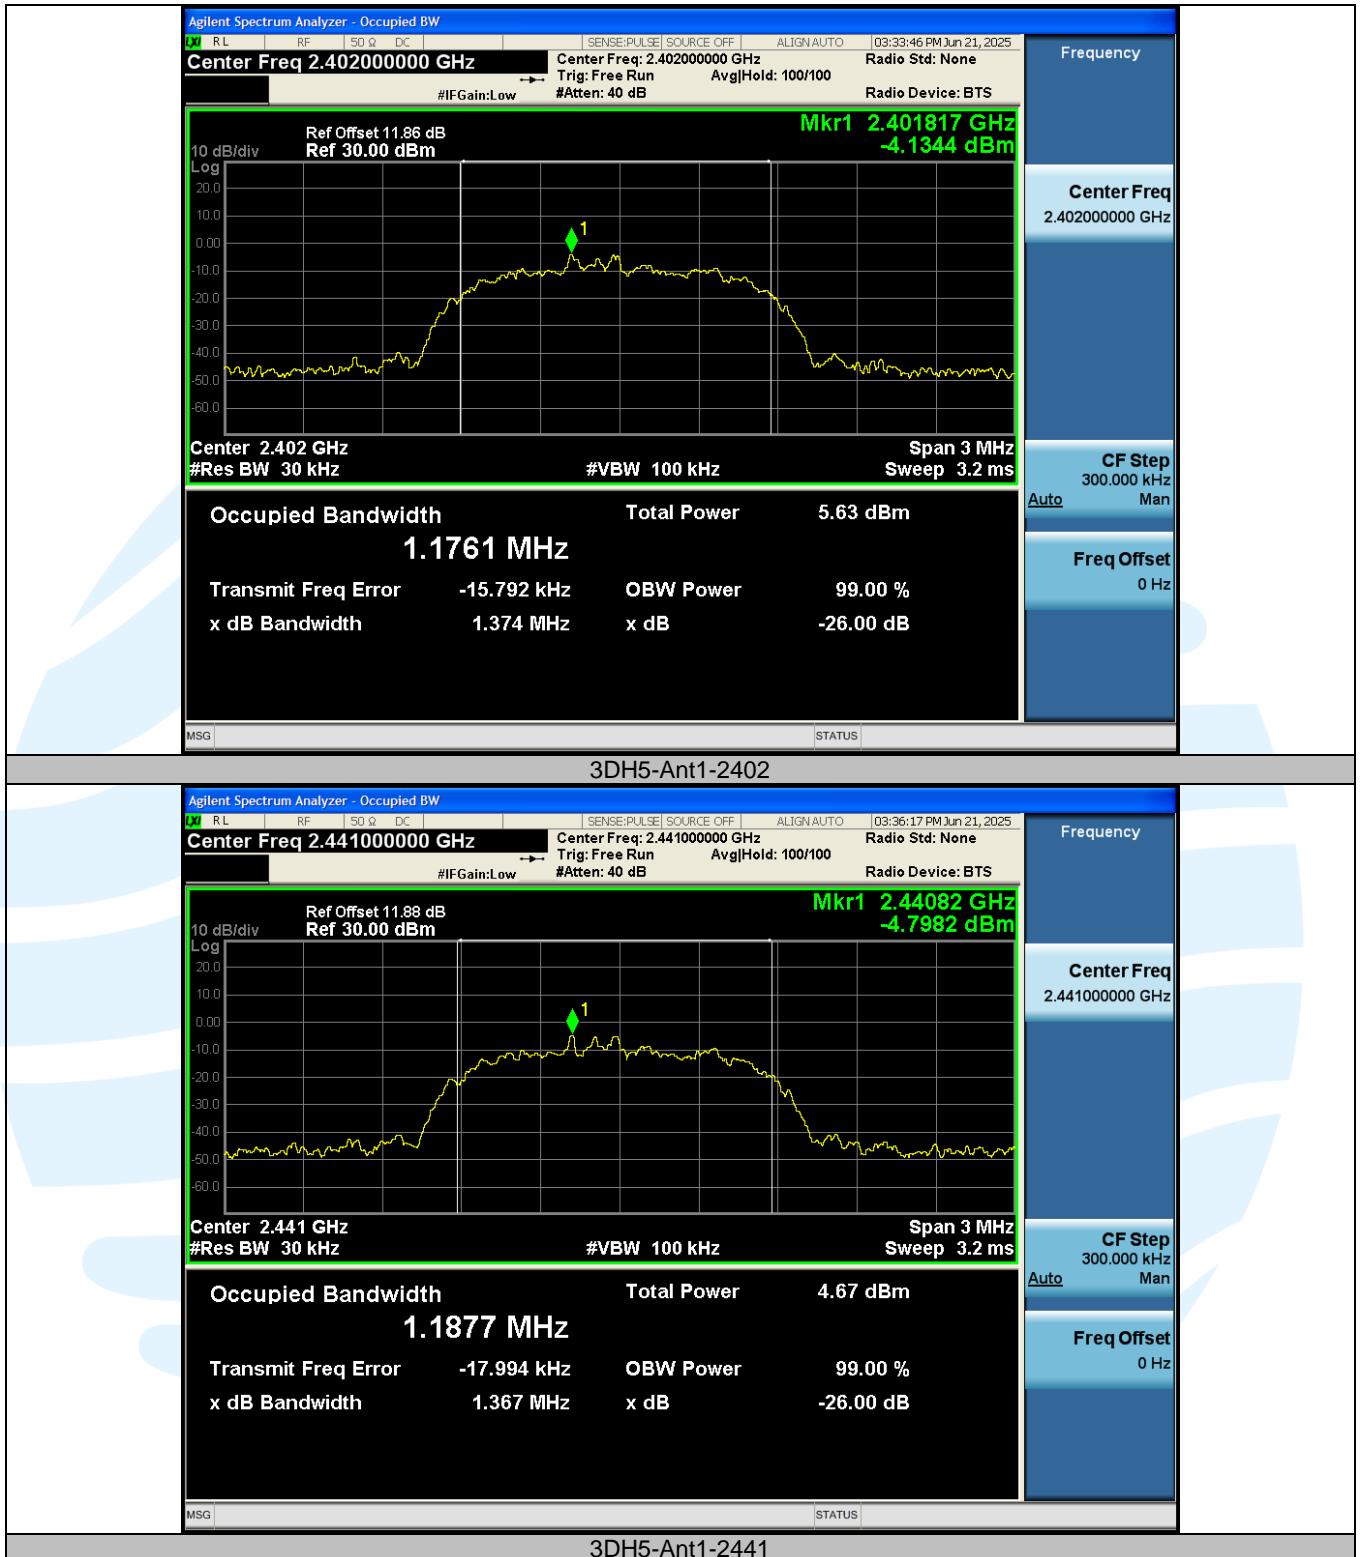 Agilent Spectrum Analyzer - Occupied BW
LXI RL RF 50 Ω DC SENSE:PULSE SOURCE OFF ALIGN AUTO 03:33:46 PM Jun 21, 2025
Center Freq 2.402000000 GHz
Center Freq: 2.402000000 GHz Radio Std: None
Trig: Free Run Avg|Hold: 100/100
#IFGain:Low #Atten: 40 dB Radio Device: BTS
Frequency
Mkr1 2.401817 GHz
-4.1344 dBm
Ref Offset 11.86 dB
10 dB/div Ref 30.00 dBm
Log
20.0
10.0
0.00
-10.0
-20.0
-30.0
-40.0
-50.0
-60.0
1
Center 2.402 GHz Span 3 MHz
#Res BW 30 kHz #VBW 100 kHz Sweep 3.2 ms
Center Freq
2.402000000 GHz
CF Step
300.000 kHz
Auto Man
Freq Offset
0 Hz
Occupied Bandwidth Total Power 5.63 dBm
1.1761 MHz
Transmit Freq Error -15.792 kHz OBW Power 99.00 %
x dB Bandwidth 1.374 MHz x dB -26.00 dB
MSG STATUS
3DH5-Ant1-2402
Agilent Spectrum Analyzer - Occupied BW
LXI RL RF 50 Ω DC SENSE:PULSE SOURCE OFF ALIGN AUTO 03:36:17 PM Jun 21, 2025
Center Freq 2.441000000 GHz
Center Freq: 2.441000000 GHz Radio Std: None
Trig: Free Run Avg|Hold: 100/100
#IFGain:Low #Atten: 40 dB Radio Device: BTS
Frequency
Mkr1 2.44082 GHz
-4.7982 dBm
Ref Offset 11.88 dB
10 dB/div Ref 30.00 dBm
Log
20.0
10.0
0.00
-10.0
-20.0
-30.0
-40.0
-50.0
-60.0
1
Center 2.441 GHz Span 3 MHz
#Res BW 30 kHz #VBW 100 kHz Sweep 3.2 ms
Center Freq
2.441000000 GHz
CF Step
300.000 kHz
Auto Man
Freq Offset
0 Hz
Occupied Bandwidth Total Power 4.67 dBm
1.1877 MHz
Transmit Freq Error -17.994 kHz OBW Power 99.00 %
x dB Bandwidth 1.367 MHz x dB -26.00 dB
MSG STATUS
3DH5-Ant1-2441